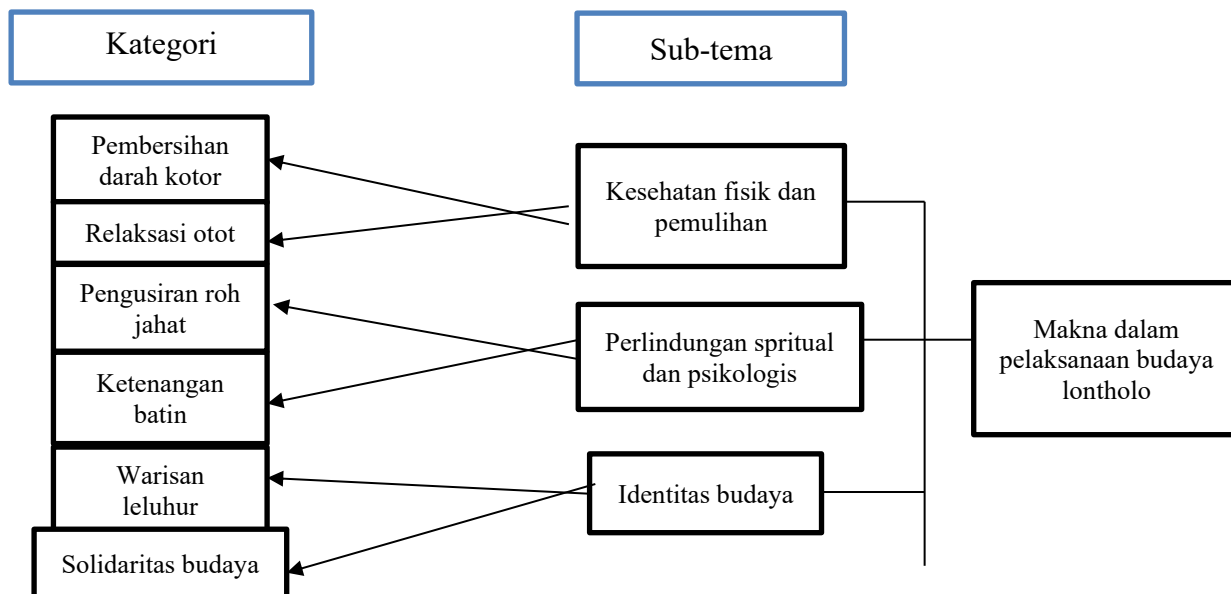 Kategori
Sub-tema
Pembersihan
darah kotor
Relaksasi otot
Pengusiran roh
jahat
Ketenangan
batin
Warisan
leluhur
Solidaritas budaya
Kesehatan fisik dan
pemulihan
Perlindungan spritual
dan psikologis
Identitas budaya
Makna dalam
pelaksanaan budaya
lontholo